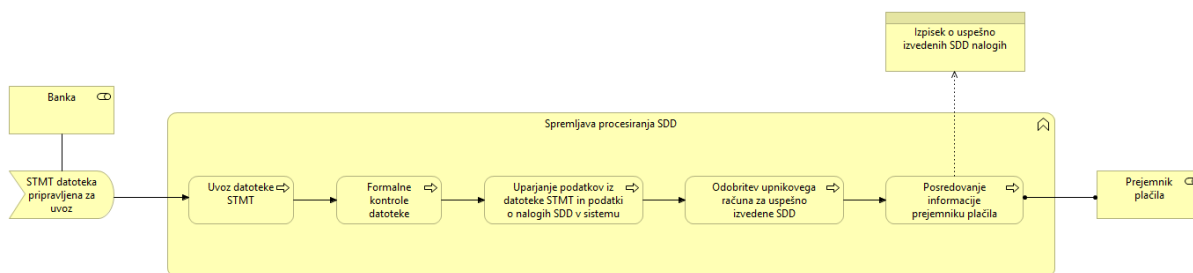 Izpisek o uspešno
izvedenih SDD nalogih
Banka
Spremljava procesiranja SDD
STMT datoteka
pripravljena za
uvoz
Uvoz datoteke
STMT
Formalne
kontrole
datoteke
Uparjanje podatkov iz
datoteke STMT in podatki
o nalogih SDD v sistemu
Odobritev upnikovega
računa za uspešno
izvedene SDD
Posredovanje
informacije
prejemniku plačila
Prejemnik
plačila